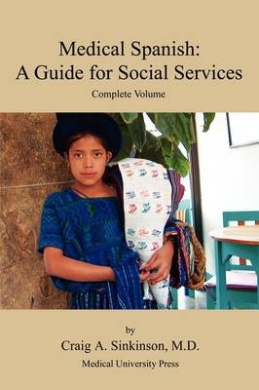 Medical Spanish:
A Guide for Social Services
Complete Volume
by
Craig A. Sinkinson, M.D.
Medical University Press